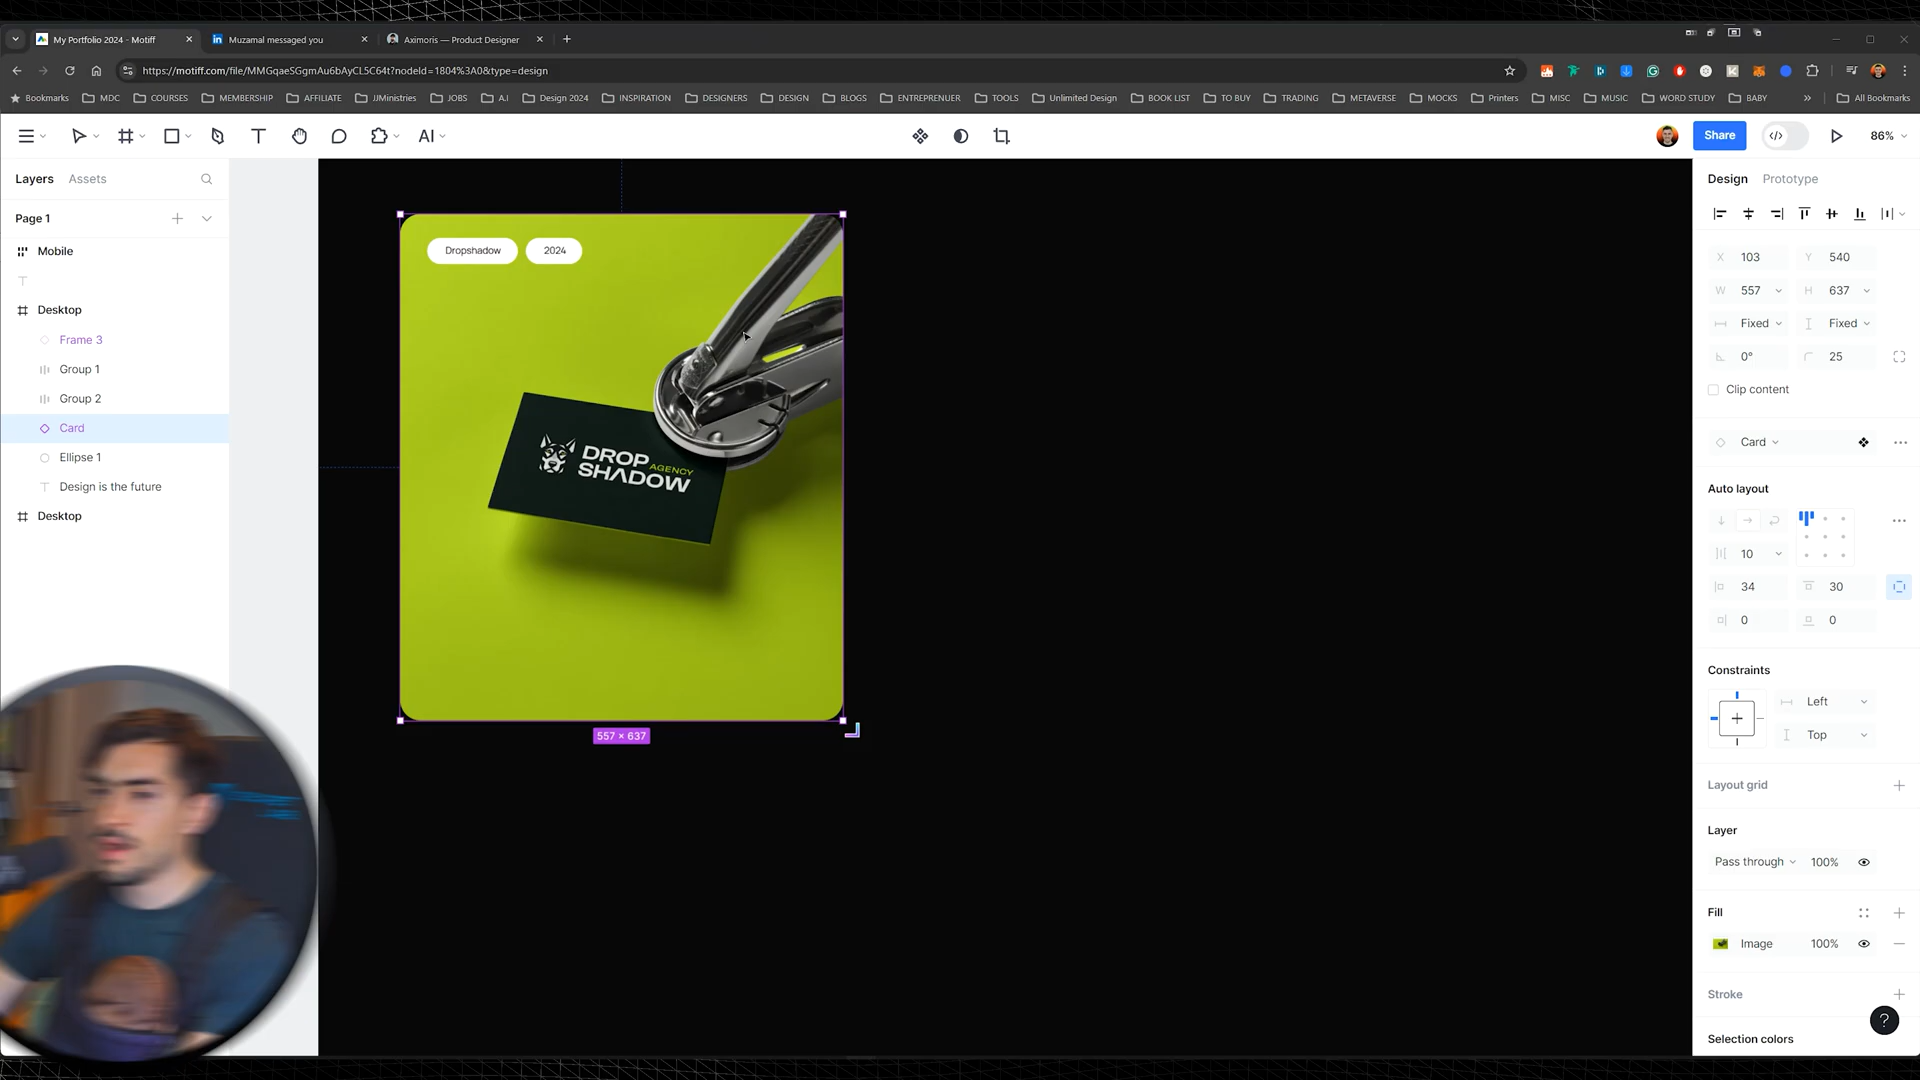 My Portfolio 2024 - Motiff
Muzamal messaged you
Aximoris — Product Designer
https://motiff.com/file/MMGqaeSGgmAu6bAyCL5C64t?nodeId=1804%3A0&type=design
Bookmarks MDC COURSES MEMBERSHIP AFFILIATE JJMinistries JOBS A.I Design 2024 INSPIRATION DESIGNERS DESIGN BLOGS ENTREPRENUER TOOLS Unlimited Design BOOK LIST TO BUY TRADING METAVERSE MOCKS Printers MISC MUSIC WORD STUDY BABY » All Bookmarks
AI
Share
86%
Layers Assets
Page 1
Mobile
Desktop
Frame 3
Group 1
Group 2
Card
Ellipse 1
Design is the future
Desktop
Dropshadow 2024
DROP
AGENCY
SHADOW
557 × 637
Design Prototype
X 103 Y 540
W 557 H 637
Fixed Fixed
0° 25
Clip content
Card
Auto layout
10
34 30
0 0
Constraints
Left
Top
Layout grid
Layer
Pass through 100%
Fill
Image 100%
Stroke
?
Selection colors